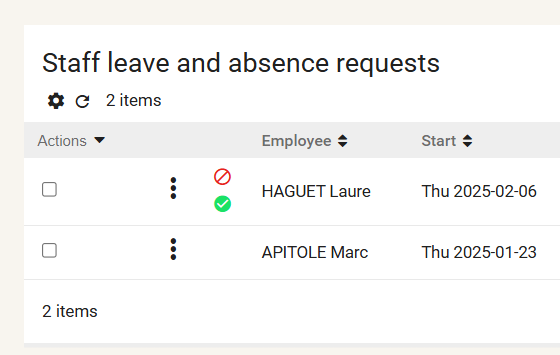 Staff leave and absence requests
2 items
Actions Employee Start
HAGUET Laure Thu 2025-02-06
APITOLE Marc Thu 2025-01-23
2 items